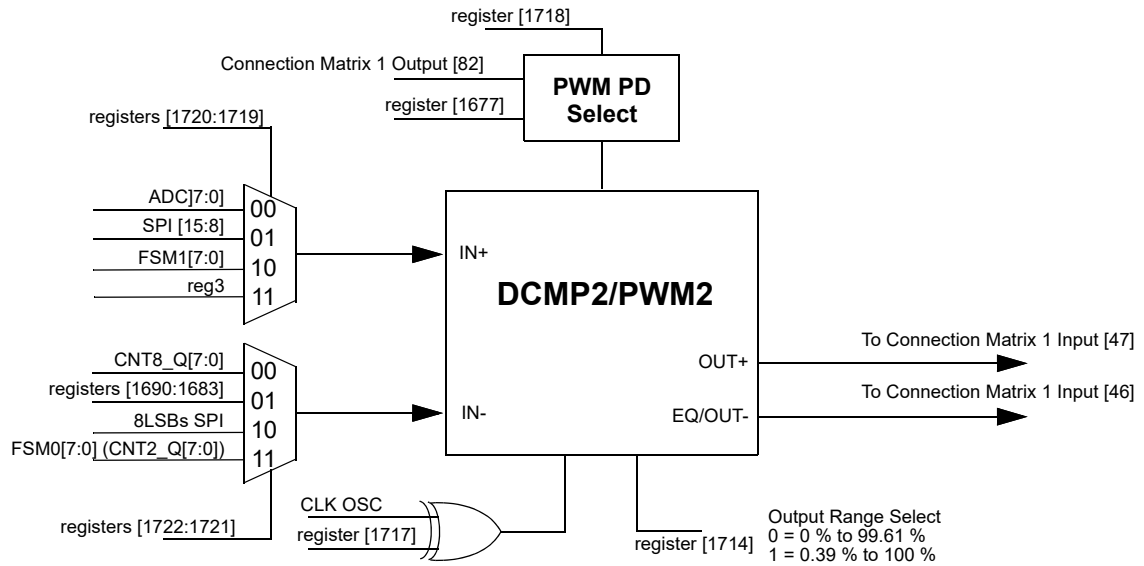 register [1718]
Connection Matrix 1 Output [82]
register [1677]
PWM PD
Select
registers [1720:1719]
ADC]7:0]
SPI [15:8]
FSM1[7:0]
reg3
00
01
10
11
IN+
DCMP2/PWM2
CNT8_Q[7:0]
registers [1690:1683]
8LSBs SPI
FSM0[7:0] (CNT2_Q[7:0])
00
01
10
11
IN-
OUT+
To Connection Matrix 1 Input [47]
EQ/OUT-
To Connection Matrix 1 Input [46]
registers [1722:1721]
CLK OSC
register [1717]
register [1714]
Output Range Select
0 = 0 % to 99.61 %
1 = 0.39 % to 100 %